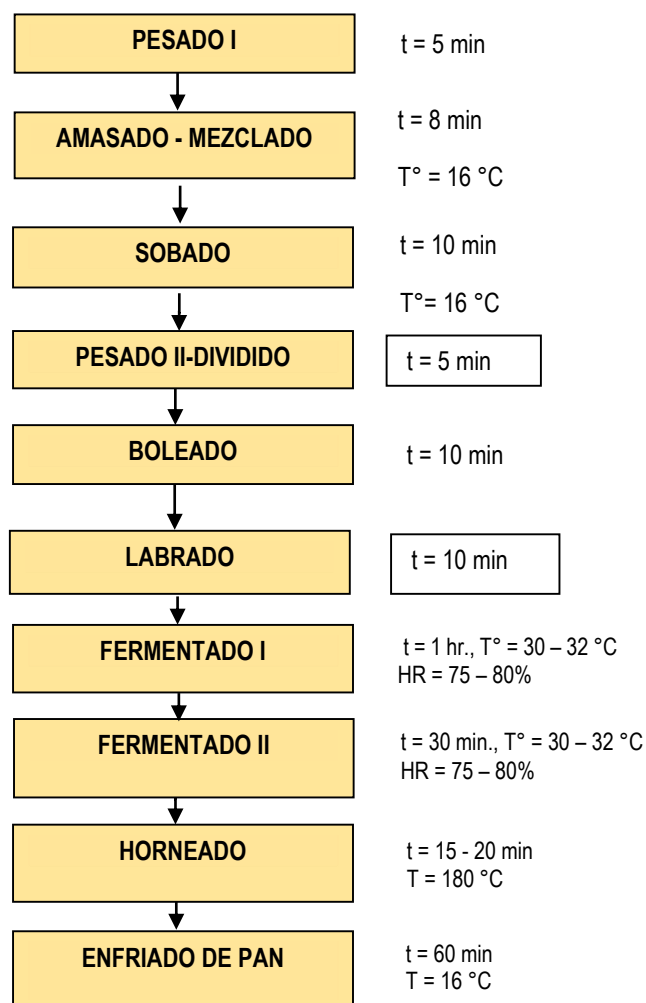 PESADO I
t = 5 min
AMASADO - MEZCLADO
t = 8 min
T° = 16 °C
SOBADO
t = 10 min
T°= 16 °C
PESADO II-DIVIDIDO
t = 5 min
BOLEADO
t = 10 min
LABRADO
t = 10 min
FERMENTADO I
t = 1 hr., T° = 30 – 32 °C
HR = 75 – 80%
FERMENTADO II
t = 30 min., T° = 30 – 32 °C
HR = 75 – 80%
HORNEADO
t = 15 - 20 min
T = 180 °C
ENFRIADO DE PAN
t = 60 min
T = 16 °C